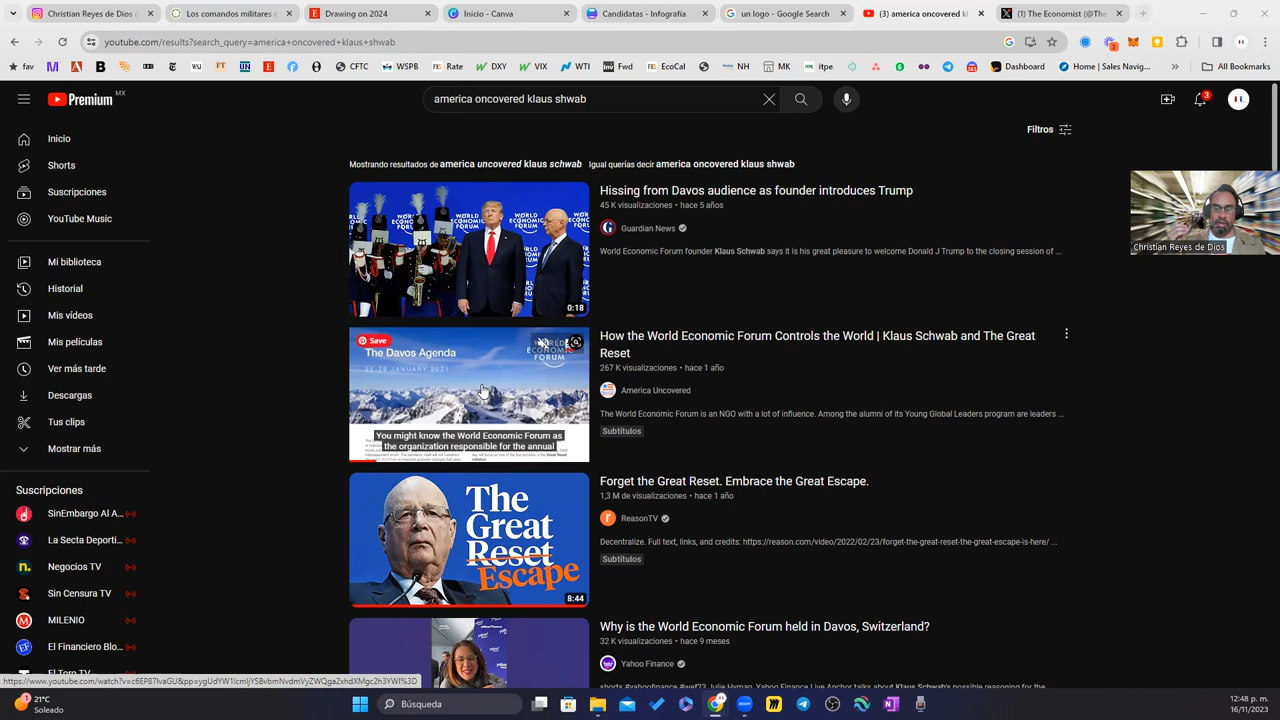 Christian Reyes de Dios
Los comandos militares e
Drawing on 2024
Inicio - Canva
Candidatas - Infografía
un logo - Google Search
(3) america oncovered kl
(1) The Economist (@The
youtube.com/results?search_query=america+oncovered+klaus+shwab
fav
CFTC
WSPB
Rate
DXY
VIX
WTI
Fwd
EcoCal
NH
MK
itpe
Dashboard
Home | Sales Navig...
All Bookmarks
Premium MX
america oncovered klaus shwab
3
Filtros
Inicio
Shorts
Suscripciones
YouTube Music
Mi biblioteca
Historial
Mis vídeos
Mis películas
Ver más tarde
Descargas
Tus clips
Mostrar más
Suscripciones
SinEmbargo Al A...
La Secta Deporti...
Negocios TV
Sin Censura TV
MILENIO
El Financiero Blo...
Mostrando resultados de america uncovered klaus schwab Igual querías decir america oncovered klaus shwab
WORLD ECONOMIC FORUM
0:18
Hissing from Davos audience as founder introduces Trump
45 K visualizaciones • hace 5 años
Guardian News
World Economic Forum founder Klaus Schwab says it is his great pleasure to welcome Donald J Trump to the closing session of ...
Christian Reyes de Dios
Save
The Davos Agenda
25-29 JANUARY 2021
You might know the World Economic Forum as
the organization responsible for the annual
How the World Economic Forum Controls the World | Klaus Schwab and The Great
Reset
267 K visualizaciones • hace 1 año
America Uncovered
The World Economic Forum is an NGO with a lot of influence. Among the alumni of its Young Global Leaders program are leaders ...
Subtítulos
The
Great
Reset
Escape
8:44
Forget the Great Reset. Embrace the Great Escape.
1,3 M de visualizaciones • hace 1 año
ReasonTV
Decentralize. Full text, links, and credits: https://reason.com/video/2022/02/23/forget-the-great-reset-the-great-escape-is-here/ ...
Subtítulos
Why is the World Economic Forum held in Davos, Switzerland?
32 K visualizaciones • hace 9 meses
Yahoo Finance
21°C
Soleado
Búsqueda
12:48 p. m.
16/11/2023